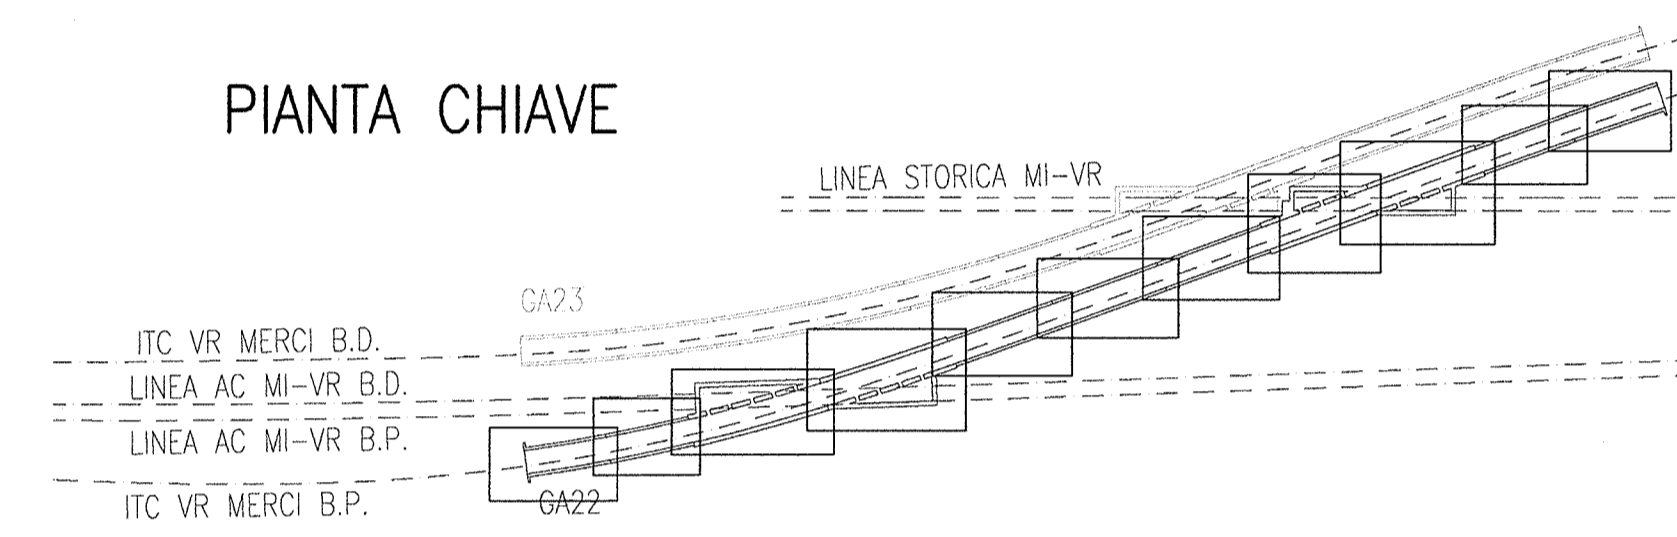 PIANTA CHIAVE
LINEA STORICA MI-VR
GA23
ITC VR MERCI B.D.
LINEA AC MI-VR B.D.
LINEA AC MI-VR B.P.
ITC VR MERCI B.P.
GA22